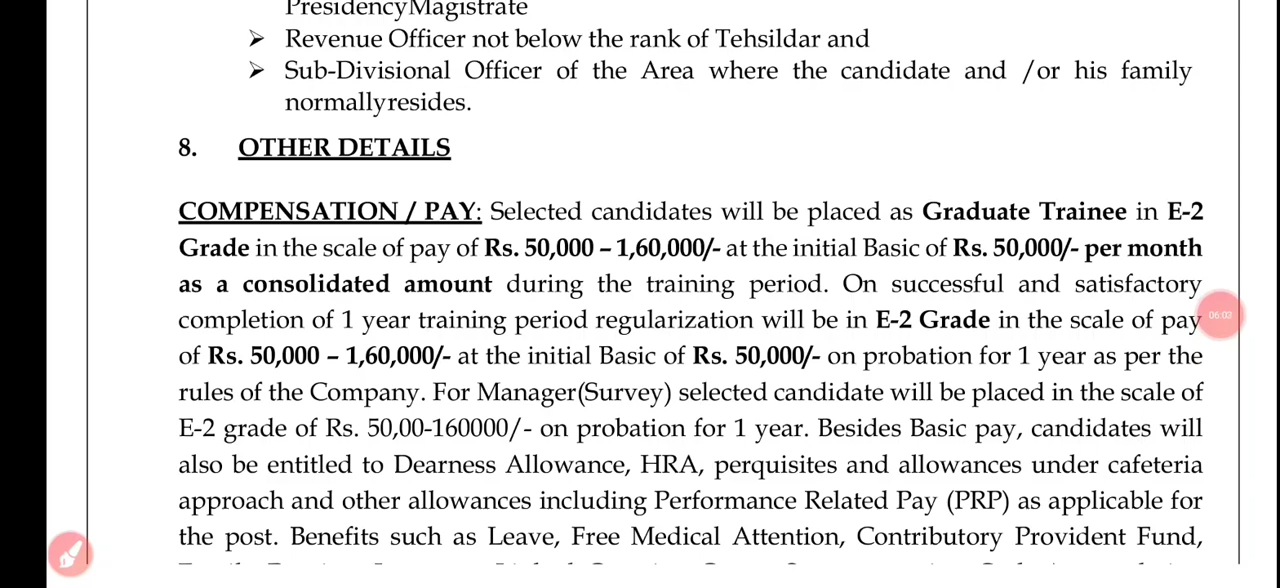 PresidencyMagistrate
➢ Revenue Officer not below the rank of Tehsildar and
➢ Sub-Divisional Officer of the Area where the candidate and /or his family
normallyresides.
8. OTHER DETAILS
COMPENSATION / PAY: Selected candidates will be placed as Graduate Trainee in E-2
Grade in the scale of pay of Rs. 50,000 – 1,60,000/- at the initial Basic of Rs. 50,000/- per month
as a consolidated amount during the training period. On successful and satisfactory
completion of 1 year training period regularization will be in E-2 Grade in the scale of pay
06:03
of Rs. 50,000 – 1,60,000/- at the initial Basic of Rs. 50,000/- on probation for 1 year as per the
rules of the Company. For Manager(Survey) selected candidate will be placed in the scale of
E-2 grade of Rs. 50,00-160000/- on probation for 1 year. Besides Basic pay, candidates will
also be entitled to Dearness Allowance, HRA, perquisites and allowances under cafeteria
approach and other allowances including Performance Related Pay (PRP) as applicable for
the post. Benefits such as Leave, Free Medical Attention, Contributory Provident Fund,